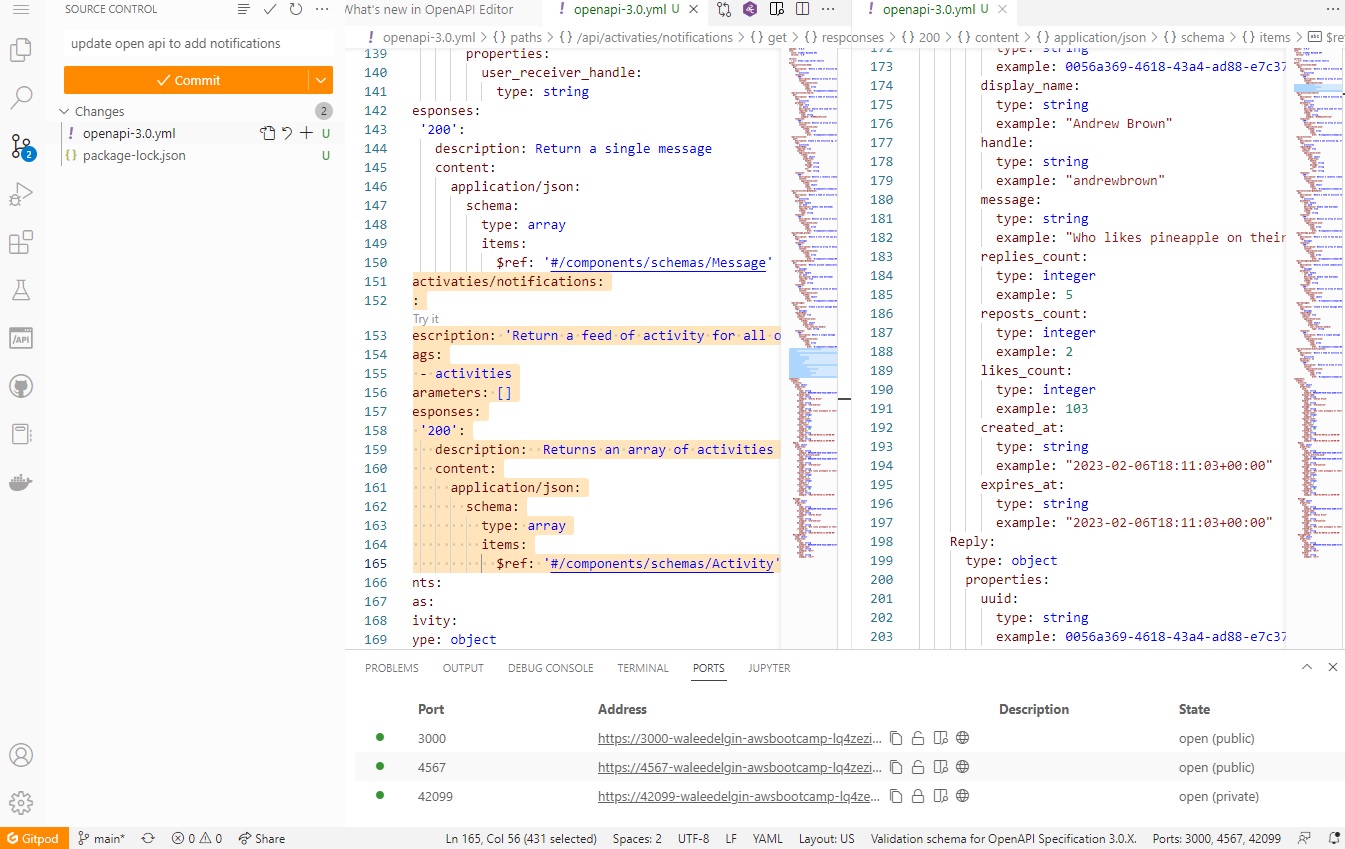 SOURCE CONTROL
update open api to add notifications
Commit
Changes
2
openapi-3.0.yml
U
package-lock.json
U
2
What's new in OpenAPI Editor
openapi-3.0.yml U
openapi-3.0.yml > {} paths > {} /api/activaties/notifications > {} get > {} respconses > {} 200 > {} content > {} application/json > {} schema > {} items > abc $re
139 properties:
140 user_receiver_handle:
141 type: string
142 esponses:
143 '200':
144 description: Return a single message
145 content:
146 application/json:
147 schema:
148 type: array
149 items:
150 $ref: '#/components/schemas/Message'
151 activaties/notifications:
152 :
Try it
153 escription: 'Return a feed of activity for all o
154 ags:
155 - activities
156 arameters: []
157 esponses:
158 '200':
159 description: Returns an array of activities
160 content:
161 application/json:
162 schema:
163 type: array
164 items:
165 $ref: '#/components/schemas/Activity'
166 nts:
167 as:
168 ivity:
169 ype: object
openapi-3.0.yml U
172 type: string
173 example: 0056a369-4618-43a4-ad88-e7c37
174 display_name:
175 type: string
176 example: "Andrew Brown"
177 handle:
178 type: string
179 example: "andrewbrown"
180 message:
181 type: string
182 example: "Who likes pineapple on their
183 replies_count:
184 type: integer
185 example: 5
186 reposts_count:
187 type: integer
188 example: 2
189 likes_count:
190 type: integer
191 example: 103
192 created_at:
193 type: string
194 example: "2023-02-06T18:11:03+00:00"
195 expires_at:
196 type: string
197 example: "2023-02-06T18:11:03+00:00"
198 Reply:
199 type: object
200 properties:
201 uuid:
202 type: string
203 example: 0056a369-4618-43a4-ad88-e7c37
PROBLEMS OUTPUT DEBUG CONSOLE TERMINAL PORTS JUPYTER
Port Address Description State
3000 https://3000-waleedelgin-awsbootcamp-lq4zezi... open (public)
4567 https://4567-waleedelgin-awsbootcamp-lq4zezi... open (public)
42099 https://42099-waleedelgin-awsbootcamp-lq4ze... open (private)
Gitpod main* 0 0 Share Ln 165, Col 56 (431 selected) Spaces: 2 UTF-8 LF YAML Layout: US Validation schema for OpenAPI Specification 3.0.X. Ports: 3000, 4567, 42099